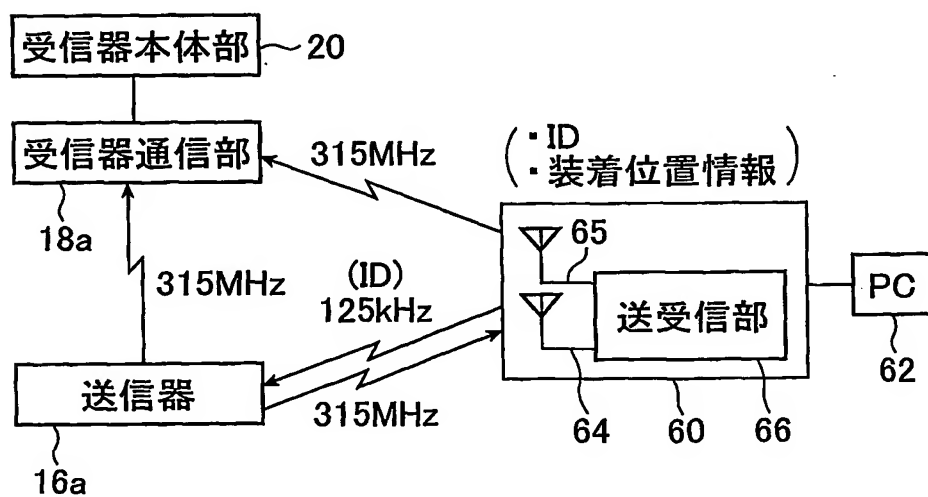 受信器本体部
20
受信器通信部
18a
315MHz
(・ID
・装着位置情報)
315MHz
(ID)
125kHz
65
送受信部
PC
62
送信器
315MHz
64
60
66
16a